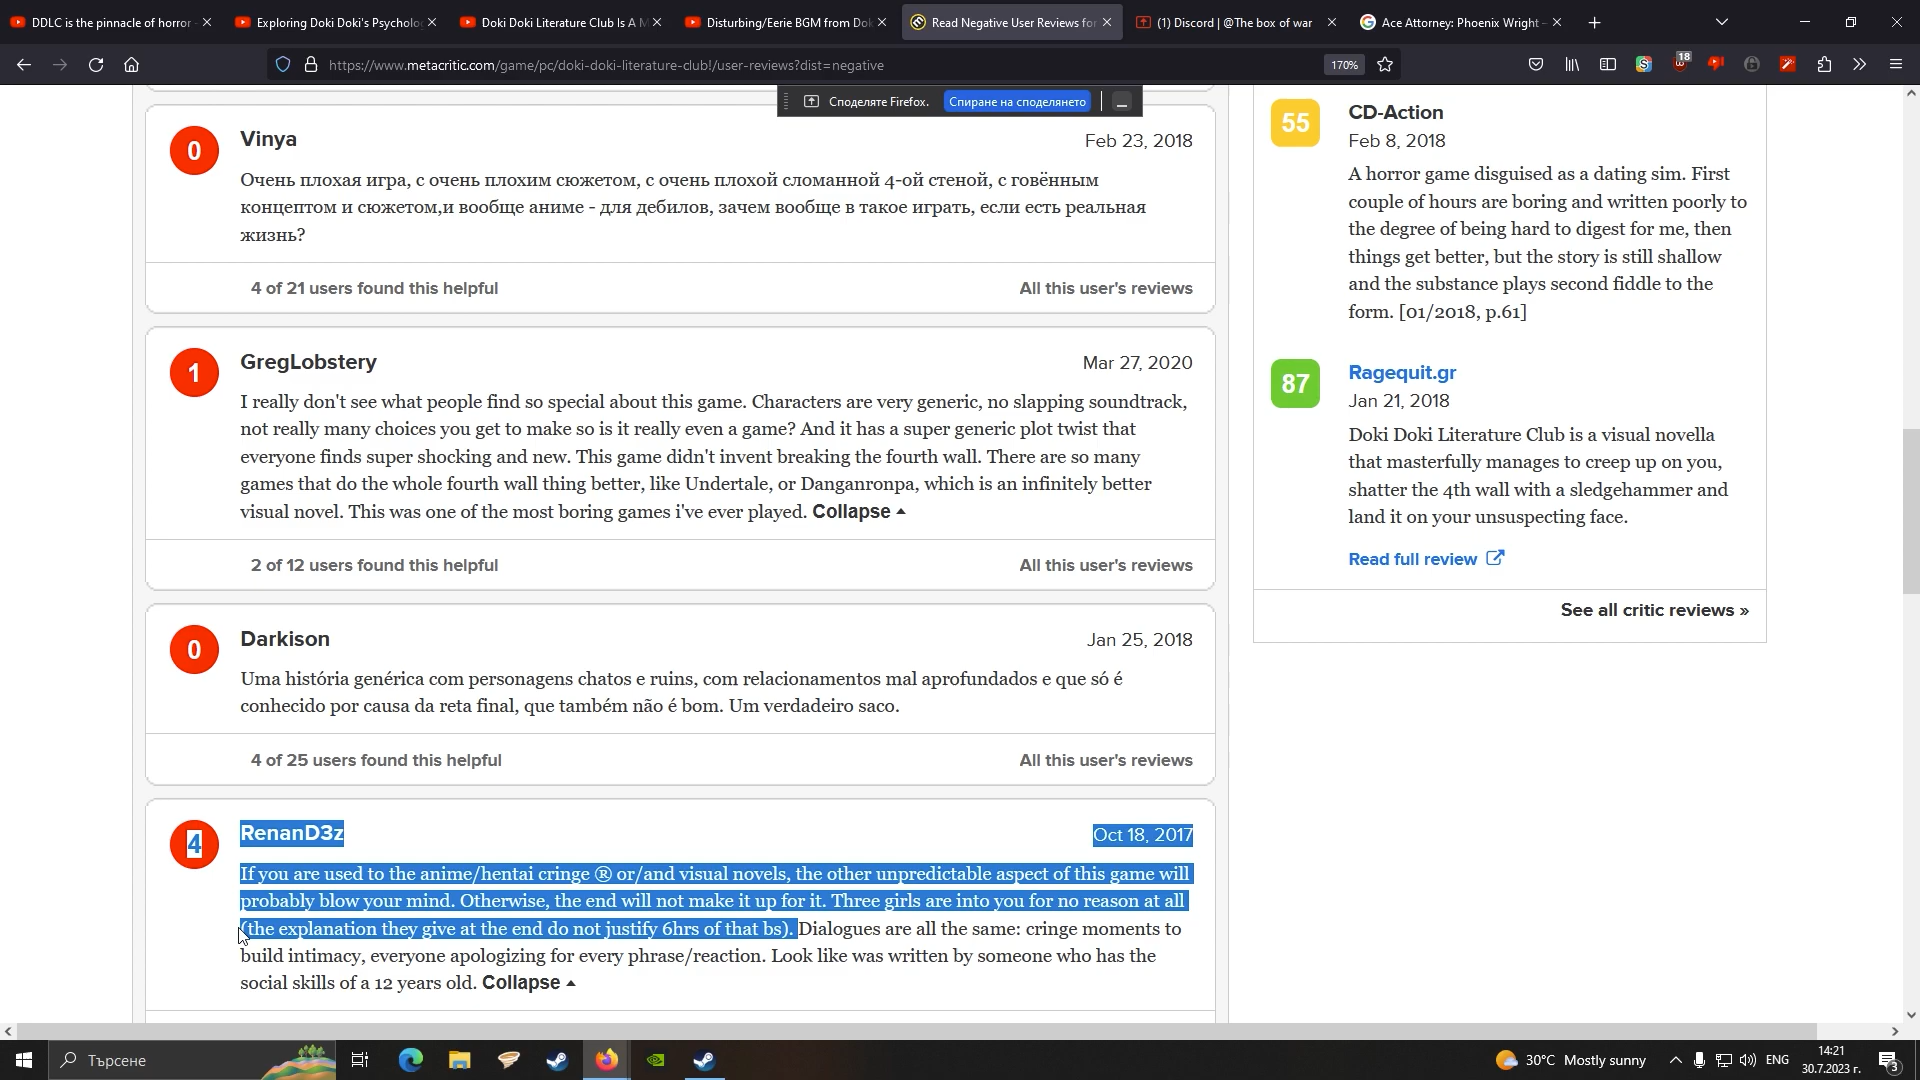 DDLC is the pinnacle of horror
Exploring Doki Doki's Psycholog
Doki Doki Literature Club Is A M
Disturbing/Eerie BGM from Dok
Read Negative User Reviews for
(1) Discord | @The box of war
Ace Attorney: Phoenix Wright -
https://www.metacritic.com/game/pc/doki-doki-literature-club!/user-reviews?dist=negative
170%
18
Споделяте Firefox.
Спиране на споделянето
0
Vinya
Feb 23, 2018
Очень плохая игра, с очень плохим сюжетом, с очень плохой сломанной 4-ой стеной, с говённым
концептом и сюжетом,и вообще аниме - для дебилов, зачем вообще в такое играть, если есть реальная
жизнь?
4 of 21 users found this helpful
All this user's reviews
1
GregLobstery
Mar 27, 2020
I really don't see what people find so special about this game. Characters are very generic, no slapping soundtrack,
not really many choices you get to make so is it really even a game? And it has a super generic plot twist that
everyone finds super shocking and new. This game didn't invent breaking the fourth wall. There are so many
games that do the whole fourth wall thing better, like Undertale, or Danganronpa, which is an infinitely better
visual novel. This was one of the most boring games i've ever played. Collapse
2 of 12 users found this helpful
All this user's reviews
0
Darkison
Jan 25, 2018
Uma história genérica com personagens chatos e ruins, com relacionamentos mal aprofundados e que só é
conhecido por causa da reta final, que também não é bom. Um verdadeiro saco.
4 of 25 users found this helpful
All this user's reviews
4
RenanD3z
Oct 18, 2017
If you are used to the anime/hentai cringe ® or/and visual novels, the other unpredictable aspect of this game will
probably blow your mind. Otherwise, the end will not make it up for it. Three girls are into you for no reason at all
(the explanation they give at the end do not justify 6hrs of that bs). Dialogues are all the same: cringe moments to
build intimacy, everyone apologizing for every phrase/reaction. Look like was written by someone who has the
social skills of a 12 years old. Collapse
55
CD-Action
Feb 8, 2018
A horror game disguised as a dating sim. First
couple of hours are boring and written poorly to
the degree of being hard to digest for me, then
things get better, but the story is still shallow
and the substance plays second fiddle to the
form. [01/2018, p.61]
87
Ragequit.gr
Jan 21, 2018
Doki Doki Literature Club is a visual novella
that masterfully manages to creep up on you,
shatter the 4th wall with a sledgehammer and
land it on your unsuspecting face.
Read full review
See all critic reviews »
Търсене
30°C Mostly sunny
ENG
14:21
30.7.2023 г.
3